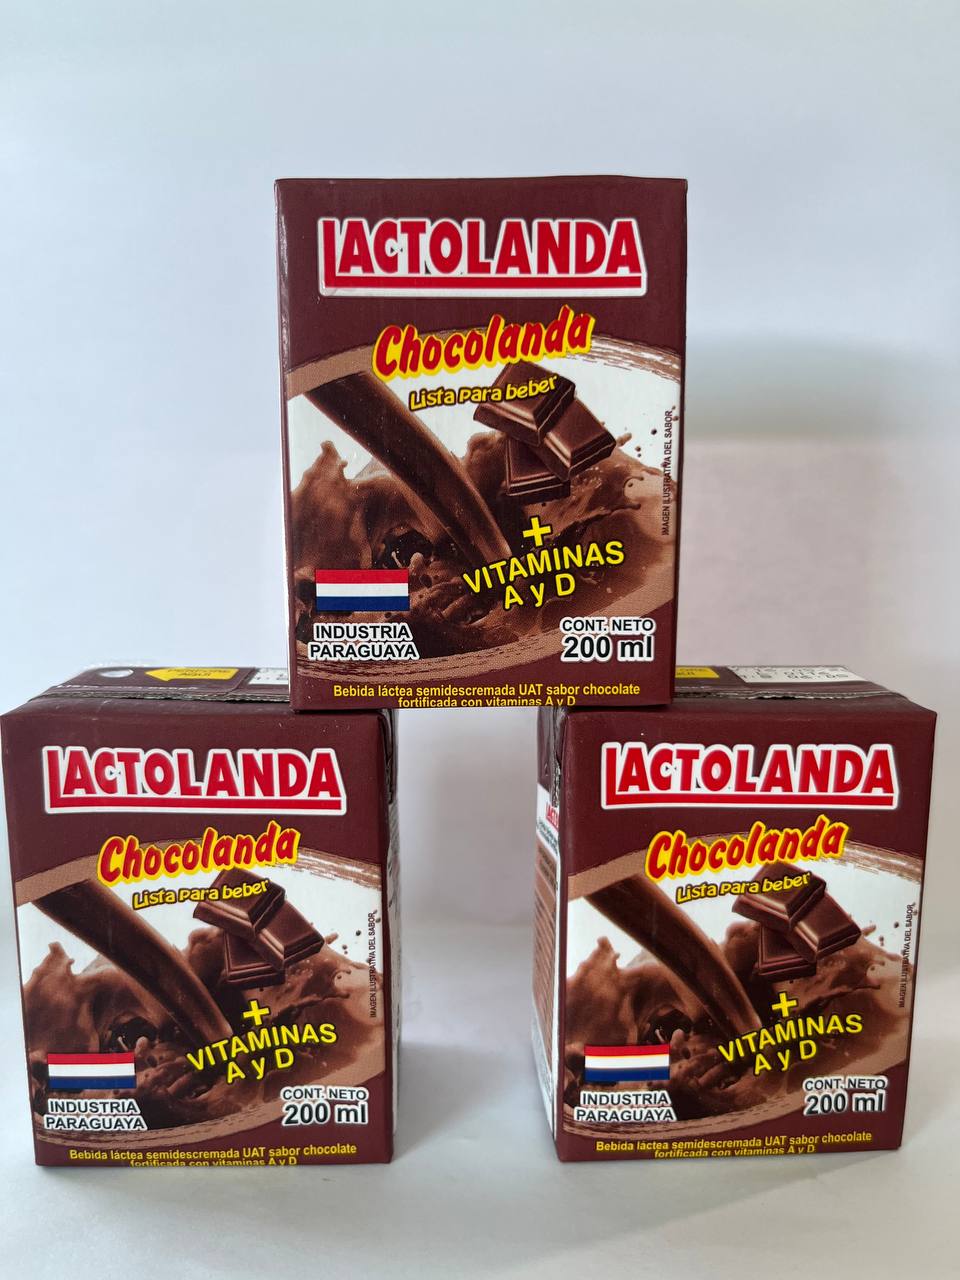 LACTOLANDA
Chocolanda
Lista para beber
IMAGEN ILUSTRATIVA DEL SABOR
+
VITAMINAS
A y D
INDUSTRIA
PARAGUAYA
CONT. NETO
200 ml
Bebida láctea semidescremada UAT sabor chocolate
fortificada con vitaminas A y D
LACTOLANDA
Chocolanda
Lista para beber
IMAGEN ILUSTRATIVA DEL SABOR
+
VITAMINAS
A y D
INDUSTRIA
PARAGUAYA
CONT. NETO
200 ml
Bebida láctea semidescremada UAT sabor chocolate
fortificada con vitaminas A y D
LACTOLANDA
Chocolanda
Lista para beber
IMAGEN ILUSTRATIVA DEL SABOR
+
VITAMINAS
A y D
INDUSTRIA
PARAGUAYA
CONT. NETO
200 ml
Bebida láctea semidescremada UAT sabor chocolate
fortificada con vitaminas A y D